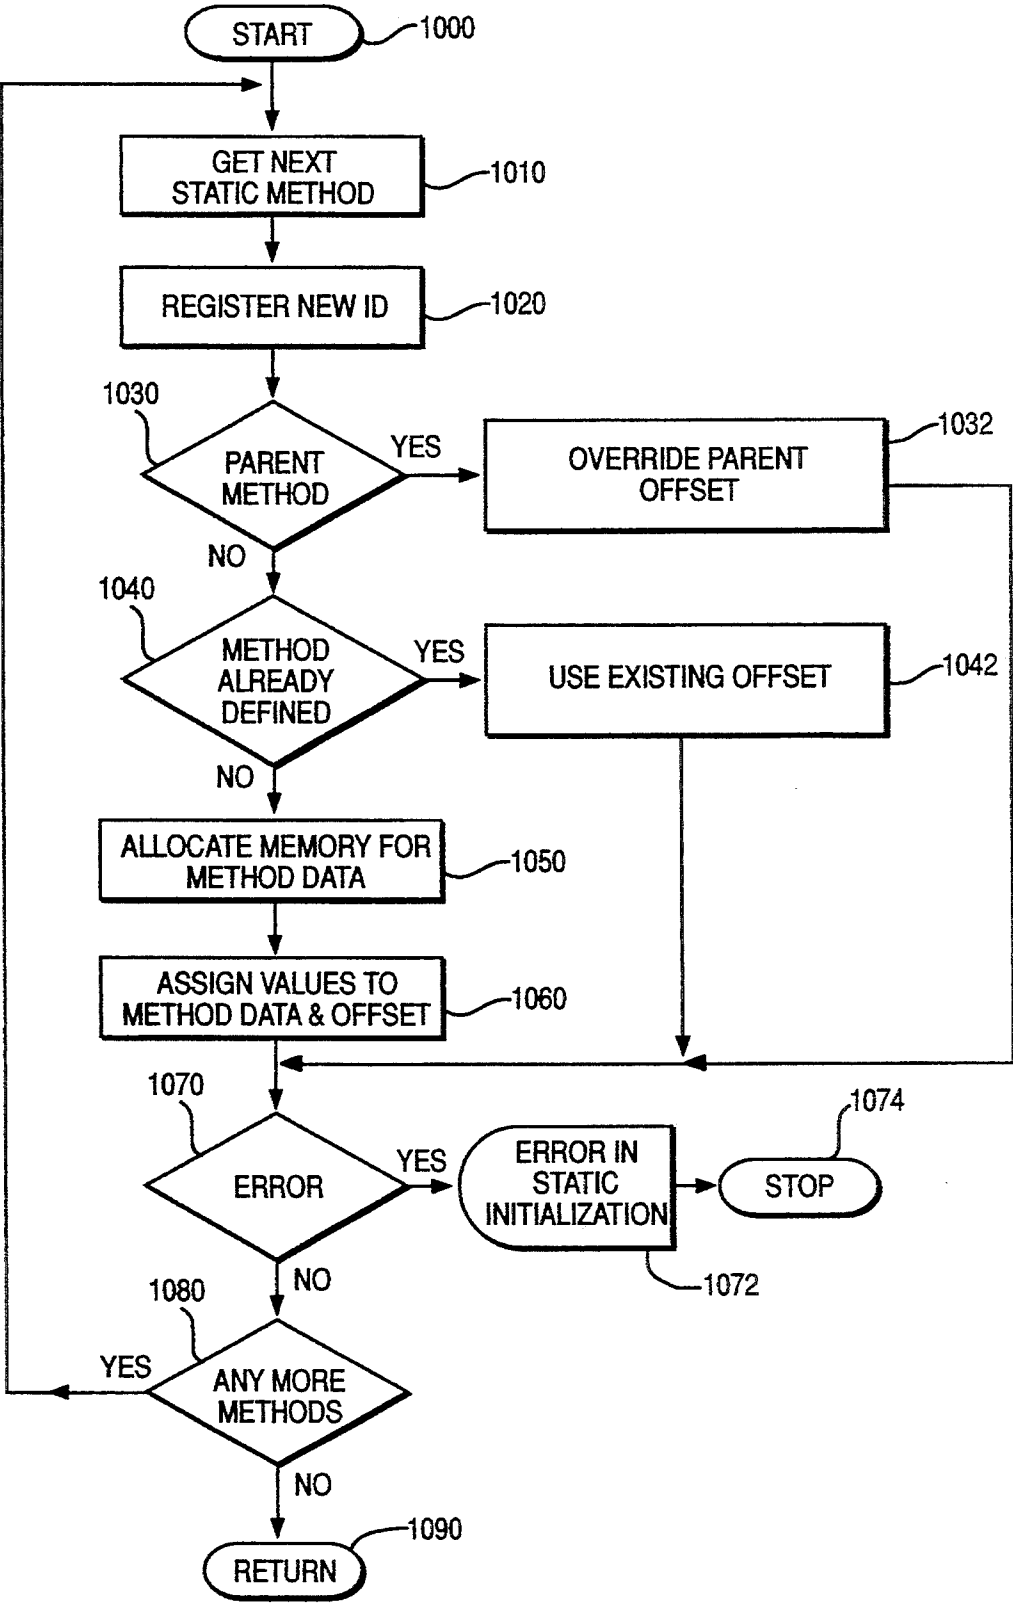 START
1000
GET NEXT
STATIC METHOD
1010
REGISTER NEW ID
1020
1030
PARENT
METHOD
YES
OVERRIDE PARENT
OFFSET
1032
NO
1040
METHOD
ALREADY
DEFINED
YES
USE EXISTING OFFSET
1042
NO
ALLOCATE MEMORY FOR
METHOD DATA
1050
ASSIGN VALUES TO
METHOD DATA & OFFSET
1060
1070
ERROR
YES
ERROR IN
STATIC
INITIALIZATION
1072
STOP
1074
NO
1080
ANY MORE
METHODS
YES
NO
RETURN
1090